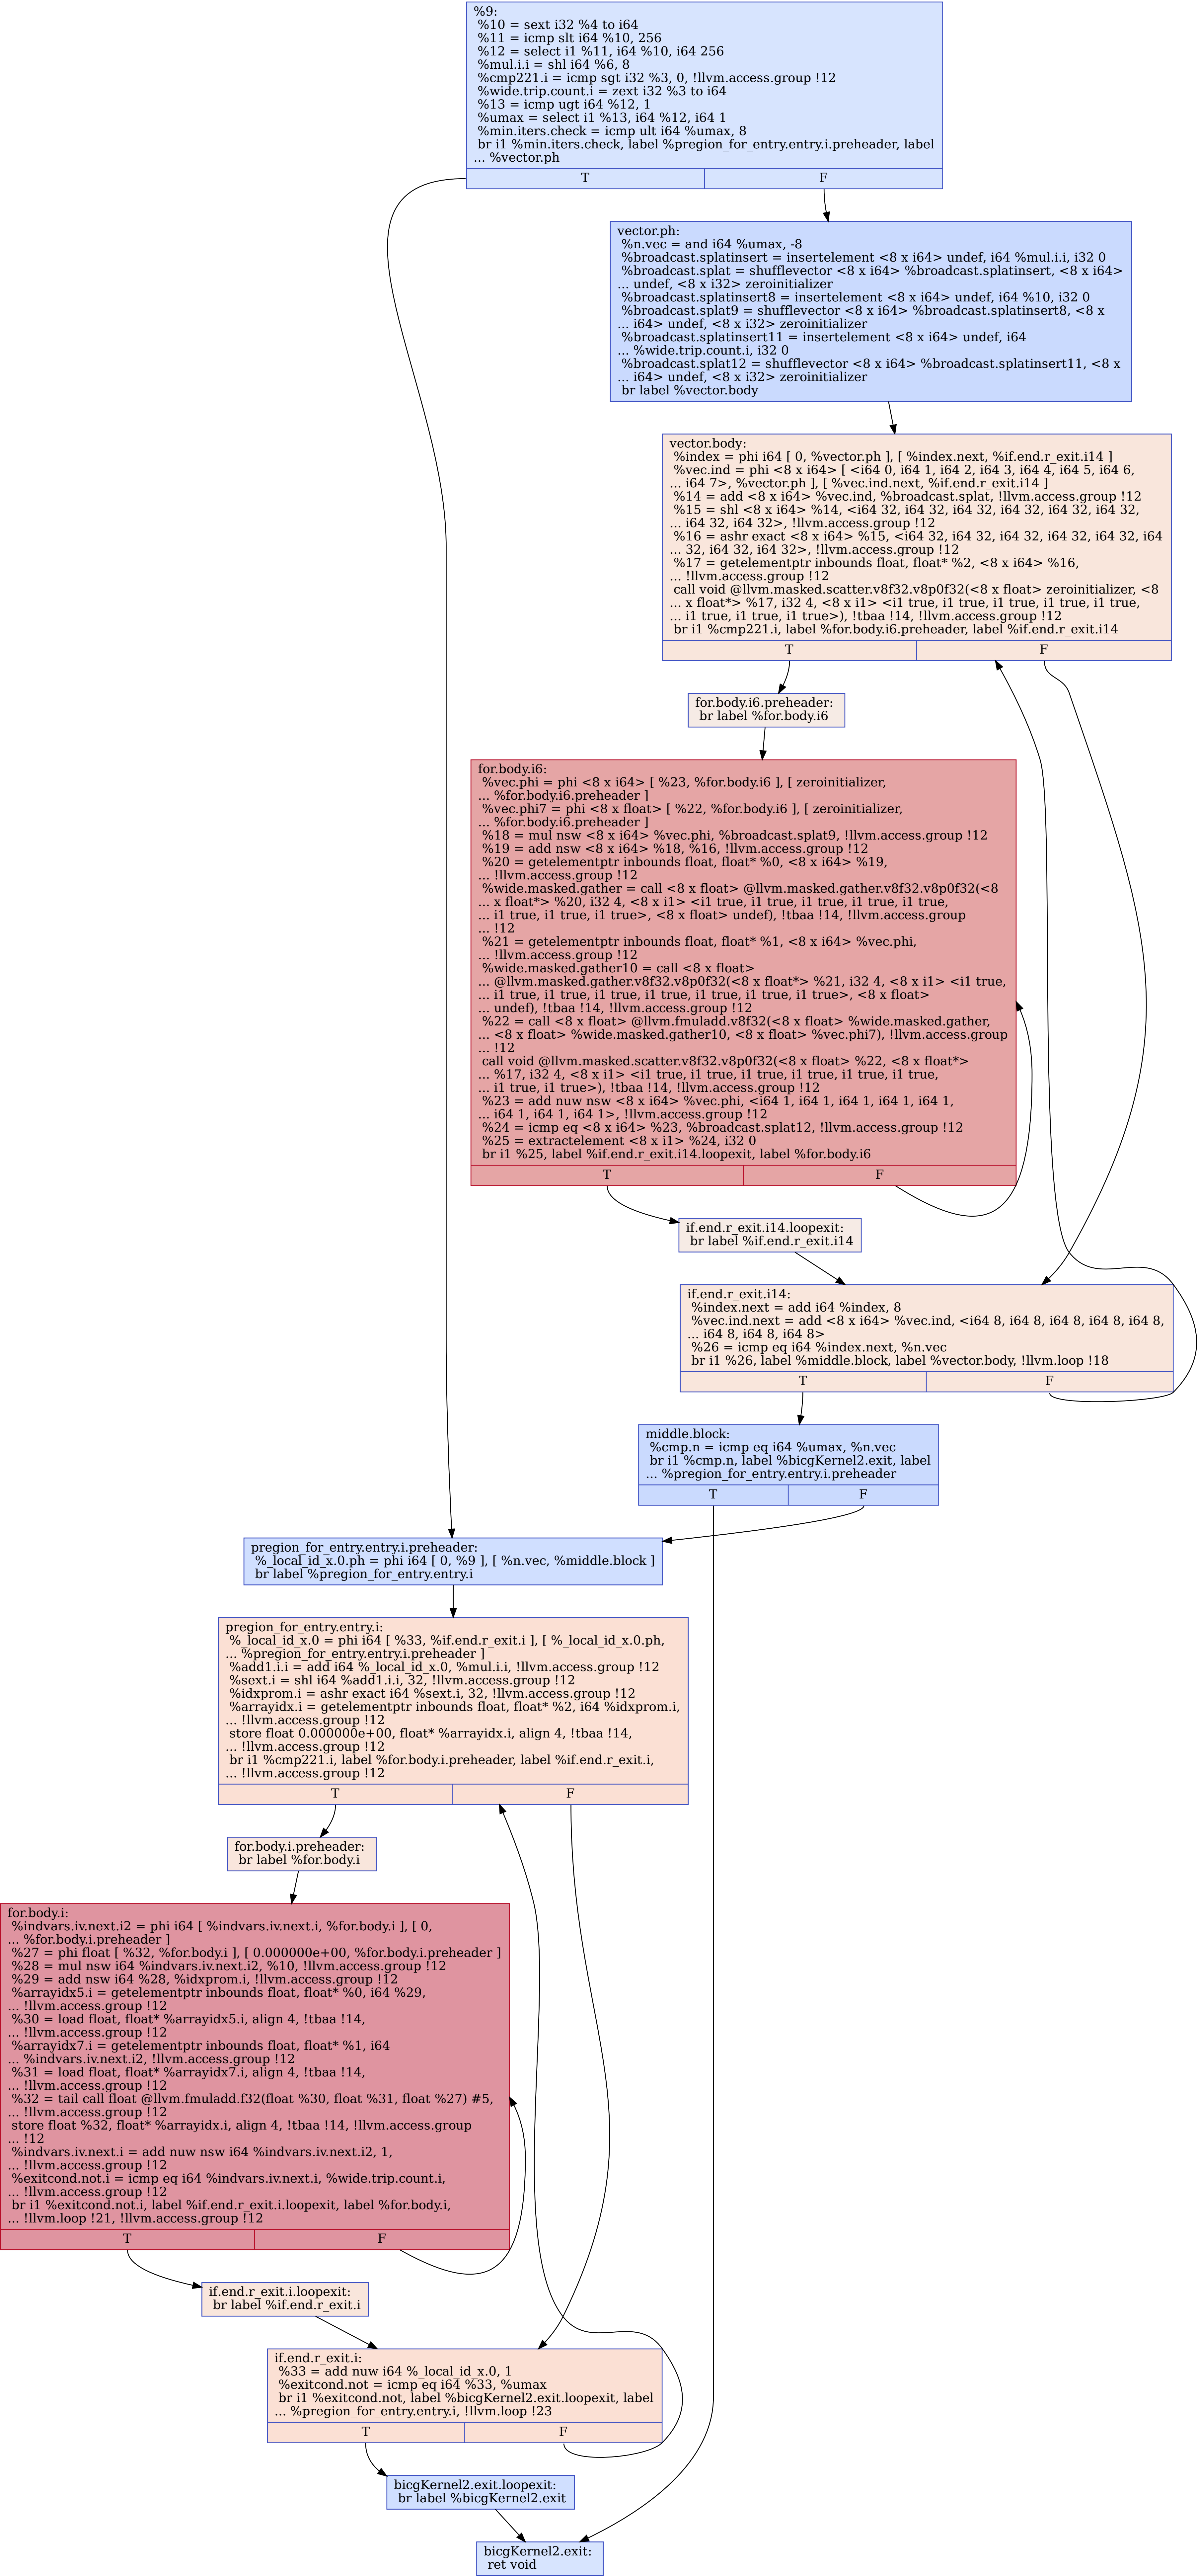 %9:
%10 = sext i32 %4 to i64
%11 = icmp slt i64 %10, 256
%12 = select i1 %11, i64 %10, i64 256
%mul.i.i = shl i64 %6, 8
%cmp221.i = icmp sgt i32 %3, 0, !llvm.access.group !12
%wide.trip.count.i = zext i32 %3 to i64
%13 = icmp ugt i64 %12, 1
%umax = select i1 %13, i64 %12, i64 1
%min.iters.check = icmp ult i64 %umax, 8
br i1 %min.iters.check, label %pregion_for_entry.entry.i.preheader, label
... %vector.ph
T F
vector.ph:
%n.vec = and i64 %umax, -8
%broadcast.splatinsert = insertelement <8 x i64> undef, i64 %mul.i.i, i32 0
%broadcast.splat = shufflevector <8 x i64> %broadcast.splatinsert, <8 x i64>
... undef, <8 x i32> zeroinitializer
%broadcast.splatinsert8 = insertelement <8 x i64> undef, i64 %10, i32 0
%broadcast.splat9 = shufflevector <8 x i64> %broadcast.splatinsert8, <8 x
... i64> undef, <8 x i32> zeroinitializer
%broadcast.splatinsert11 = insertelement <8 x i64> undef, i64
... %wide.trip.count.i, i32 0
%broadcast.splat12 = shufflevector <8 x i64> %broadcast.splatinsert11, <8 x
... i64> undef, <8 x i32> zeroinitializer
br label %vector.body
vector.body:
%index = phi i64 [ 0, %vector.ph ], [ %index.next, %if.end.r_exit.i14 ]
%vec.ind = phi <8 x i64> [ <i64 0, i64 1, i64 2, i64 3, i64 4, i64 5, i64 6,
... i64 7>, %vector.ph ], [ %vec.ind.next, %if.end.r_exit.i14 ]
%14 = add <8 x i64> %vec.ind, %broadcast.splat, !llvm.access.group !12
%15 = shl <8 x i64> %14, <i64 32, i64 32, i64 32, i64 32, i64 32, i64 32,
... i64 32, i64 32>, !llvm.access.group !12
%16 = ashr exact <8 x i64> %15, <i64 32, i64 32, i64 32, i64 32, i64 32, i64
... 32, i64 32, i64 32>, !llvm.access.group !12
%17 = getelementptr inbounds float, float* %2, <8 x i64> %16,
... !llvm.access.group !12
call void @llvm.masked.scatter.v8f32.v8p0f32(<8 x float> zeroinitializer, <8
... x float*> %17, i32 4, <8 x i1> <i1 true, i1 true, i1 true, i1 true, i1 true,
... i1 true, i1 true, i1 true>), !tbaa !14, !llvm.access.group !12
br i1 %cmp221.i, label %for.body.i6.preheader, label %if.end.r_exit.i14
T F
for.body.i6.preheader:
br label %for.body.i6
for.body.i6:
%vec.phi = phi <8 x i64> [ %23, %for.body.i6 ], [ zeroinitializer,
... %for.body.i6.preheader ]
%vec.phi7 = phi <8 x float> [ %22, %for.body.i6 ], [ zeroinitializer,
... %for.body.i6.preheader ]
%18 = mul nsw <8 x i64> %vec.phi, %broadcast.splat9, !llvm.access.group !12
%19 = add nsw <8 x i64> %18, %16, !llvm.access.group !12
%20 = getelementptr inbounds float, float* %0, <8 x i64> %19,
... !llvm.access.group !12
%wide.masked.gather = call <8 x float> @llvm.masked.gather.v8f32.v8p0f32(<8
... x float*> %20, i32 4, <8 x i1> <i1 true, i1 true, i1 true, i1 true, i1 true,
... i1 true, i1 true, i1 true>, <8 x float> undef), !tbaa !14, !llvm.access.group
... !12
%21 = getelementptr inbounds float, float* %1, <8 x i64> %vec.phi,
... !llvm.access.group !12
%wide.masked.gather10 = call <8 x float>
... @llvm.masked.gather.v8f32.v8p0f32(<8 x float*> %21, i32 4, <8 x i1> <i1 true,
... i1 true, i1 true, i1 true, i1 true, i1 true, i1 true, i1 true>, <8 x float>
... undef), !tbaa !14, !llvm.access.group !12
%22 = call <8 x float> @llvm.fmuladd.v8f32(<8 x float> %wide.masked.gather,
... <8 x float> %wide.masked.gather10, <8 x float> %vec.phi7), !llvm.access.group
... !12
call void @llvm.masked.scatter.v8f32.v8p0f32(<8 x float> %22, <8 x float*>
... %17, i32 4, <8 x i1> <i1 true, i1 true, i1 true, i1 true, i1 true, i1 true,
... i1 true, i1 true>), !tbaa !14, !llvm.access.group !12
%23 = add nuw nsw <8 x i64> %vec.phi, <i64 1, i64 1, i64 1, i64 1, i64 1,
... i64 1, i64 1, i64 1>, !llvm.access.group !12
%24 = icmp eq <8 x i64> %23, %broadcast.splat12, !llvm.access.group !12
%25 = extractelement <8 x i1> %24, i32 0
br i1 %25, label %if.end.r_exit.i14.loopexit, label %for.body.i6
T F
if.end.r_exit.i14.loopexit:
br label %if.end.r_exit.i14
if.end.r_exit.i14:
%index.next = add i64 %index, 8
%vec.ind.next = add <8 x i64> %vec.ind, <i64 8, i64 8, i64 8, i64 8, i64 8,
... i64 8, i64 8, i64 8>
%26 = icmp eq i64 %index.next, %n.vec
br i1 %26, label %middle.block, label %vector.body, !llvm.loop !18
T F
middle.block:
%cmp.n = icmp eq i64 %umax, %n.vec
br i1 %cmp.n, label %bicgKernel2.exit, label
... %pregion_for_entry.entry.i.preheader
T F
pregion_for_entry.entry.i.preheader:
%_local_id_x.0.ph = phi i64 [ 0, %9 ], [ %n.vec, %middle.block ]
br label %pregion_for_entry.entry.i
pregion_for_entry.entry.i:
%_local_id_x.0 = phi i64 [ %33, %if.end.r_exit.i ], [ %_local_id_x.0.ph,
... %pregion_for_entry.entry.i.preheader ]
%add1.i.i = add i64 %_local_id_x.0, %mul.i.i, !llvm.access.group !12
%sext.i = shl i64 %add1.i.i, 32, !llvm.access.group !12
%idxprom.i = ashr exact i64 %sext.i, 32, !llvm.access.group !12
%arrayidx.i = getelementptr inbounds float, float* %2, i64 %idxprom.i,
... !llvm.access.group !12
store float 0.000000e+00, float* %arrayidx.i, align 4, !tbaa !14,
... !llvm.access.group !12
br i1 %cmp221.i, label %for.body.i.preheader, label %if.end.r_exit.i,
... !llvm.access.group !12
T F
for.body.i.preheader:
br label %for.body.i
for.body.i:
%indvars.iv.next.i2 = phi i64 [ %indvars.iv.next.i, %for.body.i ], [ 0,
... %for.body.i.preheader ]
%27 = phi float [ %32, %for.body.i ], [ 0.000000e+00, %for.body.i.preheader ]
%28 = mul nsw i64 %indvars.iv.next.i2, %10, !llvm.access.group !12
%29 = add nsw i64 %28, %idxprom.i, !llvm.access.group !12
%arrayidx5.i = getelementptr inbounds float, float* %0, i64 %29,
... !llvm.access.group !12
%30 = load float, float* %arrayidx5.i, align 4, !tbaa !14,
... !llvm.access.group !12
%arrayidx7.i = getelementptr inbounds float, float* %1, i64
... %indvars.iv.next.i2, !llvm.access.group !12
%31 = load float, float* %arrayidx7.i, align 4, !tbaa !14,
... !llvm.access.group !12
%32 = tail call float @llvm.fmuladd.f32(float %30, float %31, float %27) #5,
... !llvm.access.group !12
store float %32, float* %arrayidx.i, align 4, !tbaa !14, !llvm.access.group
... !12
%indvars.iv.next.i = add nuw nsw i64 %indvars.iv.next.i2, 1,
... !llvm.access.group !12
%exitcond.not.i = icmp eq i64 %indvars.iv.next.i, %wide.trip.count.i,
... !llvm.access.group !12
br i1 %exitcond.not.i, label %if.end.r_exit.i.loopexit, label %for.body.i,
... !llvm.loop !21, !llvm.access.group !12
T F
if.end.r_exit.i.loopexit:
br label %if.end.r_exit.i
if.end.r_exit.i:
%33 = add nuw i64 %_local_id_x.0, 1
%exitcond.not = icmp eq i64 %33, %umax
br i1 %exitcond.not, label %bicgKernel2.exit.loopexit, label
... %pregion_for_entry.entry.i, !llvm.loop !23
T F
bicgKernel2.exit.loopexit:
br label %bicgKernel2.exit
bicgKernel2.exit:
ret void